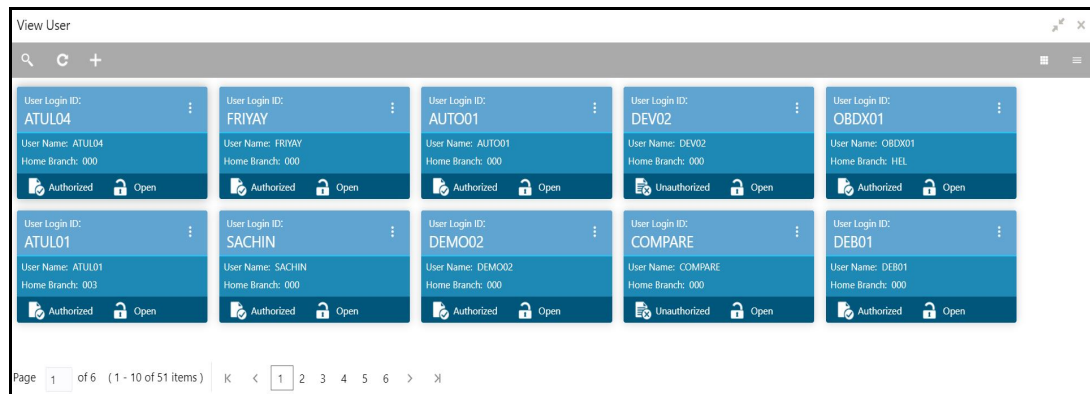 View User
User Login ID:
ATUL04
User Name: ATUL04
Home Branch: 000
Authorized Open
User Login ID:
FRIYAY
User Name: FRIYAY
Home Branch: 000
Authorized Open
User Login ID:
AUTO01
User Name: AUTO01
Home Branch: 000
Authorized Open
User Login ID:
DEV02
User Name: DEV02
Home Branch: 000
Unauthorized Open
User Login ID:
OBDX01
User Name: OBDX01
Home Branch: HEL
Authorized Open
User Login ID:
ATUL01
User Name: ATUL01
Home Branch: 003
Authorized Open
User Login ID:
SACHIN
User Name: SACHIN
Home Branch: 000
Authorized Open
User Login ID:
DEMO02
User Name: DEMO02
Home Branch: 000
Authorized Open
User Login ID:
COMPARE
User Name: COMPARE
Home Branch: 000
Unauthorized Open
User Login ID:
DEB01
User Name: DEB01
Home Branch: 000
Authorized Open
Page 1 of 6 ( 1 - 10 of 51 items ) 1 2 3 4 5 6